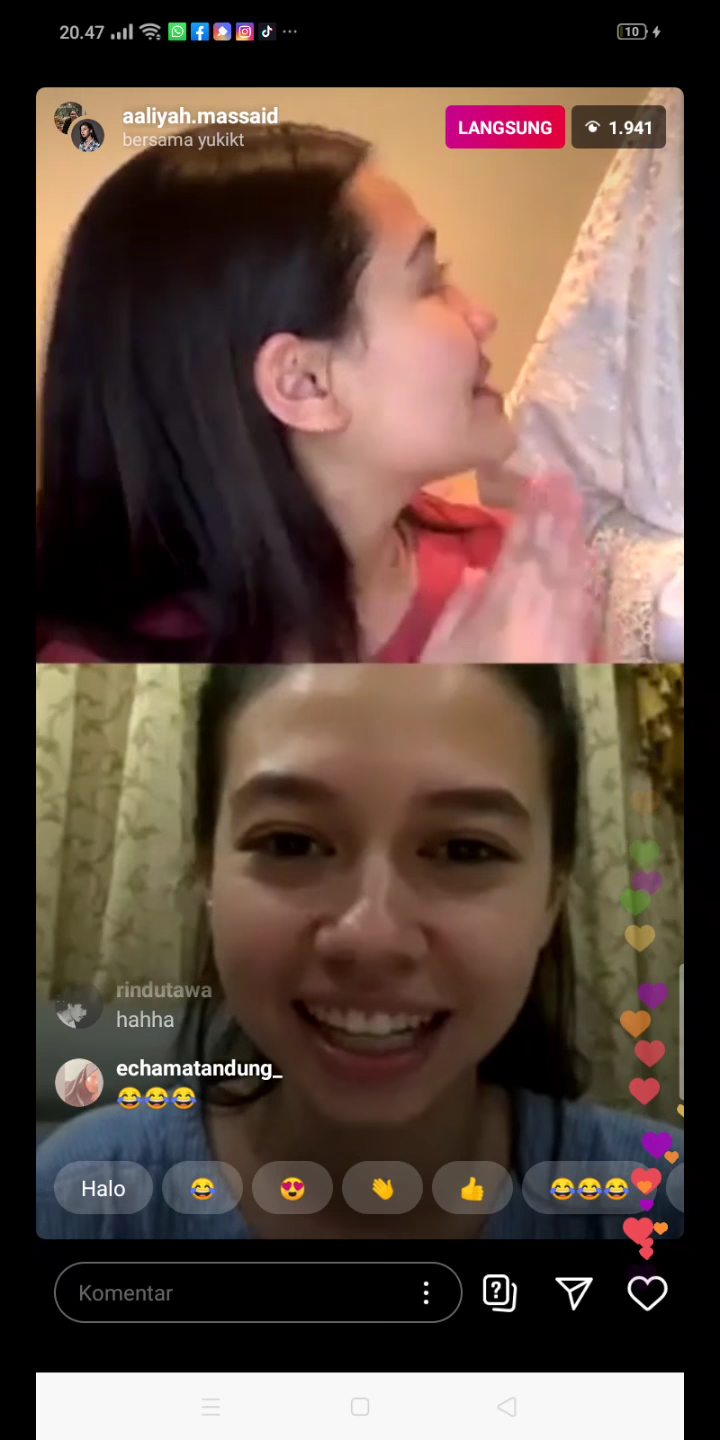 20.47
10
aaliyah.massaid
bersama yukikt
LANGSUNG
1.941
rindutawa
hahha
echamatandung_
😂😂😂
Halo 😂 😍 👋 👍 😂😂😂
Komentar